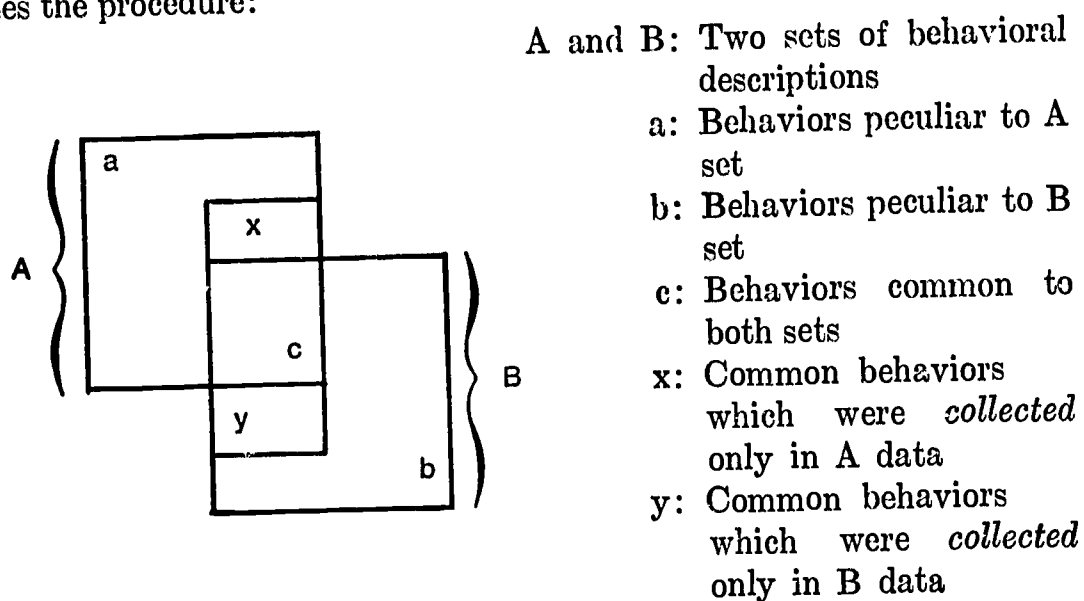 es the procedure:
A and B: Two sets of behavioral
descriptions
a: Behaviors peculiar to A
set
b: Behaviors peculiar to B
set
c: Behaviors common to
both sets
x: Common behaviors
which were collected
only in A data
y: Common behaviors
which were collected
only in B data
a
x
A
c
B
y
b